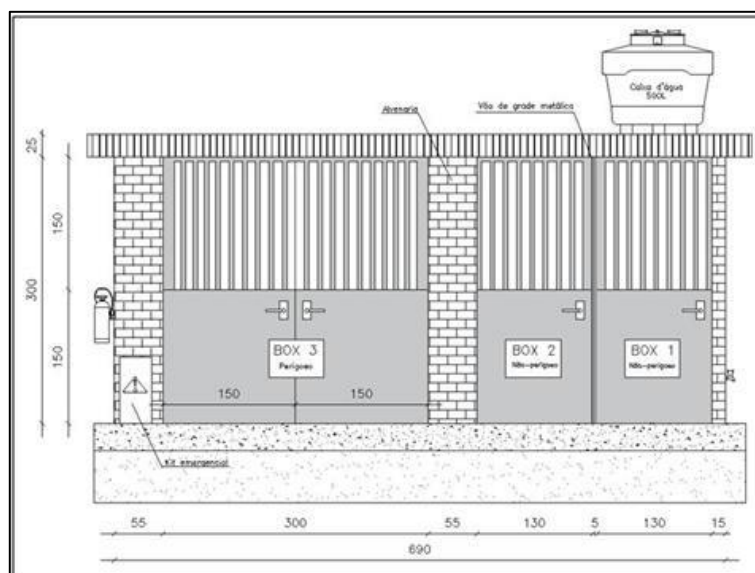 Caixa d'água
500L
Alvenaria
Vão de grade metálica
25
150
300
150
BOX 3
Perigoso
BOX 2
Não-perigoso
BOX 1
Não-perigoso
150
150
Kit emergencial
55
300
55
130
5
130
15
690